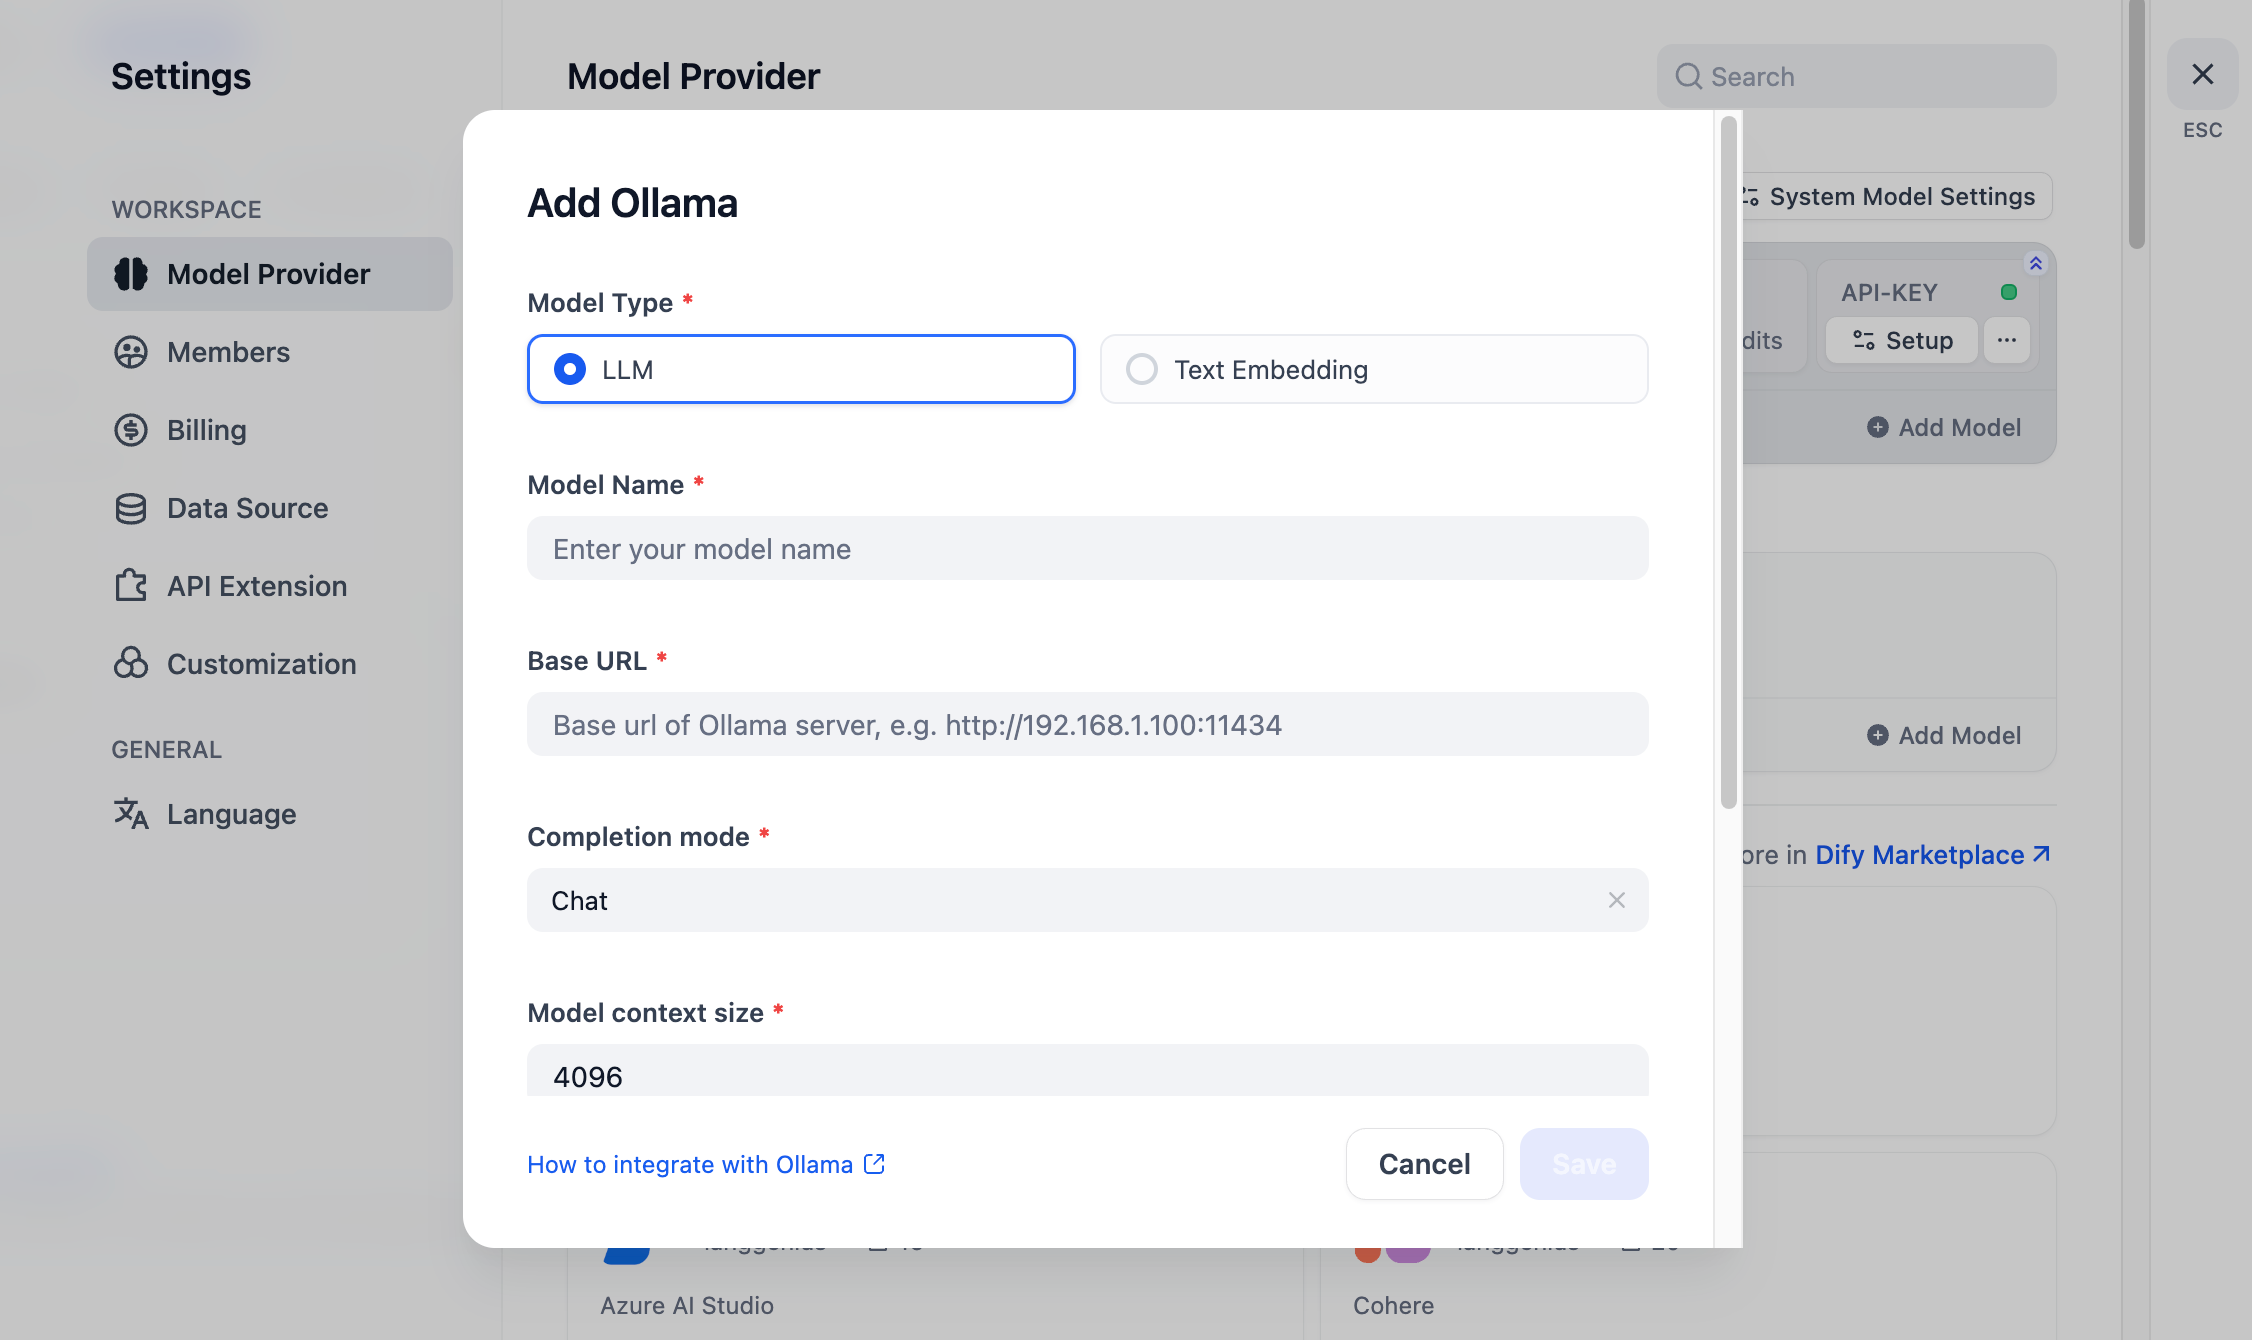 Settings
WORKSPACE
Model Provider
Members
Billing
Data Source
API Extension
Customization
GENERAL
Language
Model Provider
Search
ESC
System Model Settings
API-KEY
Setup
Add Model
Add Model
in Dify Marketplace
Add Ollama
Model Type *
LLM
Text Embedding
Model Name *
Enter your model name
Base URL *
Base url of Ollama server, e.g. http://192.168.1.100:11434
Completion mode *
Chat
Model context size *
4096
How to integrate with Ollama
Cancel
Save
Azure AI Studio
Cohere